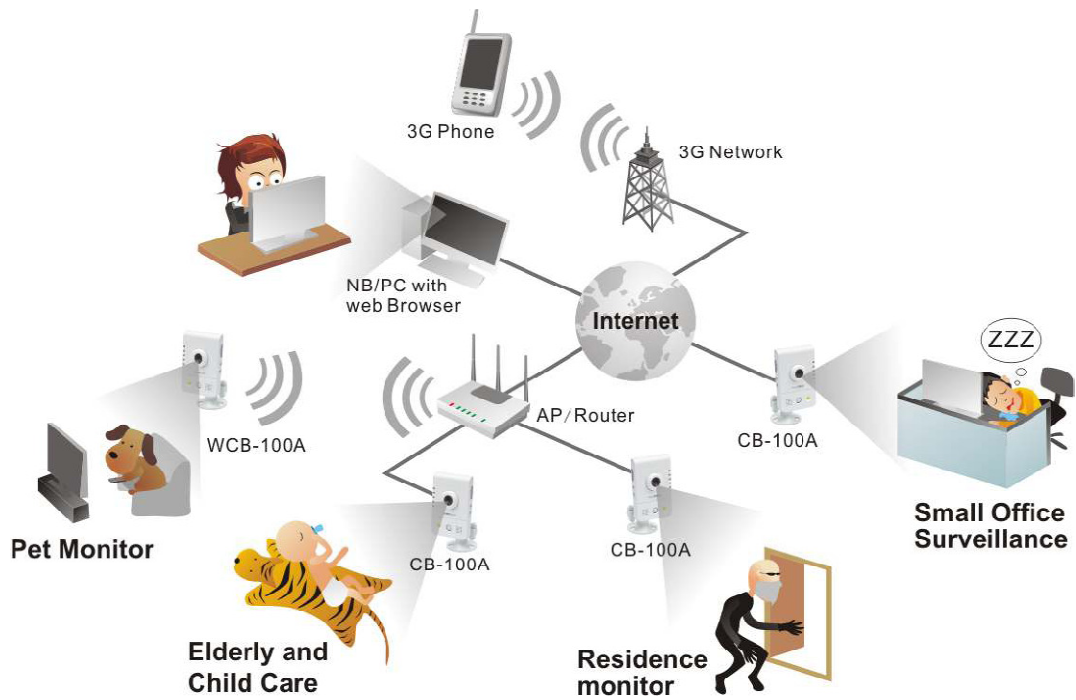 3G Phone
3G Network
NB/PC with
web Browser
Internet
ZZZ
WCB-100A
AP/Router
CB-100A
Small Office
Surveillance
Pet Monitor
CB-100A
CB-100A
Elderly and
Child Care
Residence
monitor